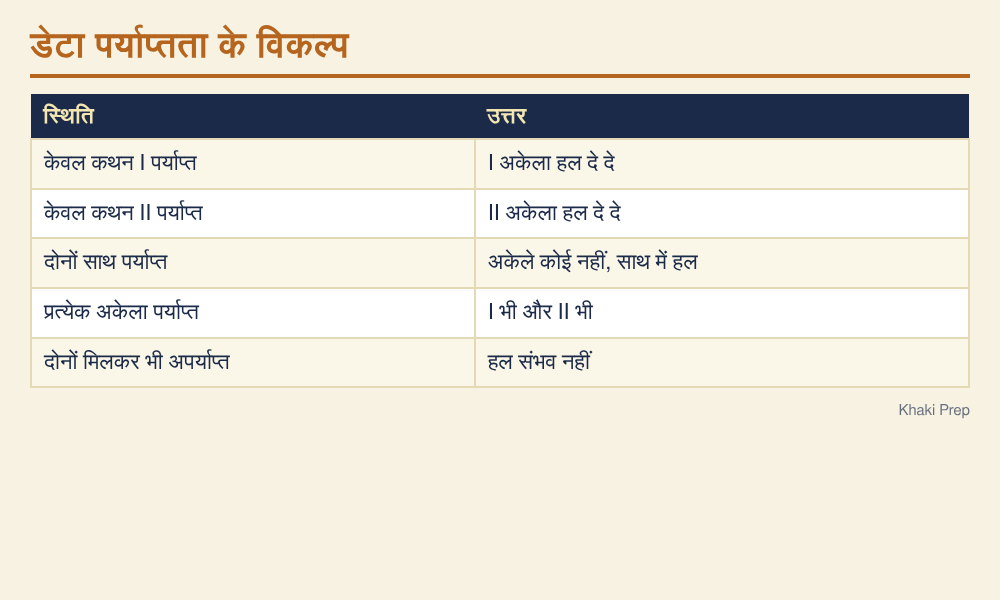 डेटा पर्याप्तता के विकल्प
स्थिति उत्तर
केवल कथन I पर्याप्त I अकेला हल दे दे
केवल कथन II पर्याप्त II अकेला हल दे दे
दोनों साथ पर्याप्त अकेले कोई नहीं, साथ में हल
प्रत्येक अकेला पर्याप्त I भी और II भी
दोनों मिलकर भी अपर्याप्त हल संभव नहीं
Khaki Prep